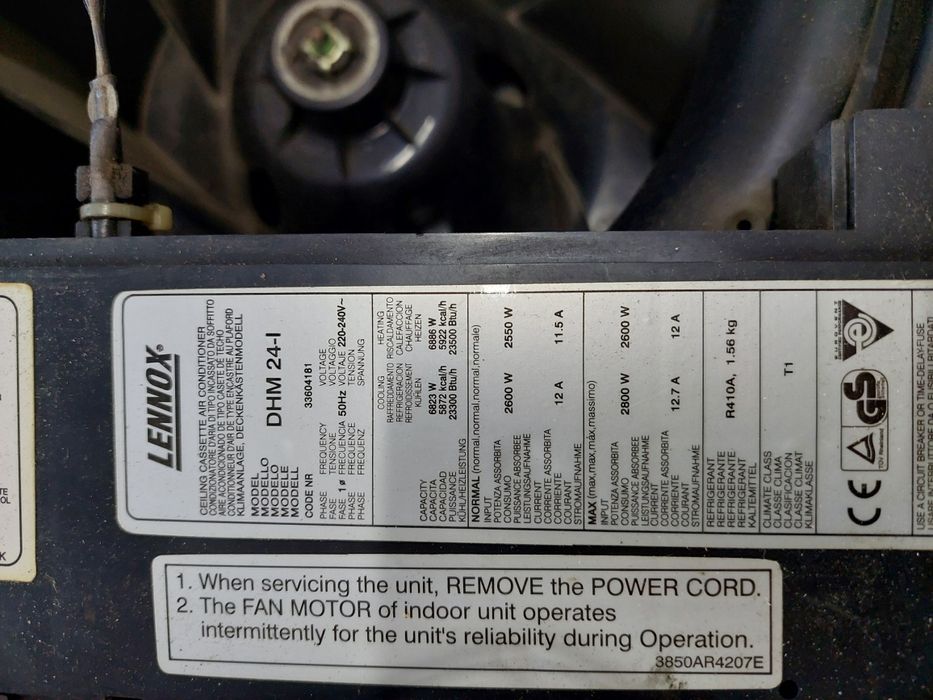 LENNOX
CEILING CASSETTE AIR CONDITIONER
CONDIZIONATORE D'ARIA DI TIPO INCASSATO DA SOFFITTO
AIRE ACONDICIONADO DE TIPO CASETE DE TECHO
CONDITIONEUR D'AIR DE TYPE ENCASTRE AU PLAFORD
KLIMAANLAGE, DECKENKASTENMODELL
MODEL
MODELLO
MODELO DHM 24-I
MODELE
MODELL
CODE NR 33604181
PHASE FREQUENCY VOLTAGE
FASE TENSIONE VOLTAGGIO
FASE 1ø FRECUENCIA 50Hz VOLTAJE 220-240V~
PHASE FREQUENCE TENSION
PHASE FREQUENZ SPANNUNG
COOLING HEATING
RAFFREDDAMENTO RISCALDAMENTO
REFRIGERACION CALEFACCION
REFROIDISSEMENT CHAUFFAGE
KÜHLEN HEIZEN
CAPACITY 6823 W 6886 W
CAPACITA
CAPACIDAD 5872 kcal/h 5922 kcal/h
PUISSANCE 23300 Btu/h 23500 Btu/h
KÜHL/HEIZLEISTUNG
NORMAL (normal,normal,normal,normale)
INPUT
POTENZA ASSORBITA
CONSUMO 2600 W 2550 W
PUISSANCE ABSORBEE
LEISTUNGSAUFNAHME
CURRENT
CORRENTE ASSORBITA
CORRIENTE 12 A 11.5 A
COURANT
STROMAUFNAHME
MAX (max,max,máx,massimo)
INPUT
POTENZA ASSORBITA
CONSUMO 2800 W 2600 W
PUISSANCE ABSORBEE
LEISTUNGSAUFNAHME
CURRENT
CORRENTE ASSORBITA
CORRIENTE 12.7 A 12 A
COURANT
STROMAUFNAHME
REFRIGERANT
REFRIGERANTE
REFRIGERANTE R410A, 1.56 kg
REFRIGERANT
KALTEMITTEL
CLIMATE CLASS
CLASSE CLIMA
CLASIFICACION T1
CLASSE CLIMAT
KLIMAKLASSE
CE
GS
USE A CIRCUIT BREAKER OR TIME-DELAY-FUSE
1. When servicing the unit, REMOVE the POWER CORD.
2. The FAN MOTOR of indoor unit operates
intermittently for the unit's reliability during Operation.
3850AR4207E